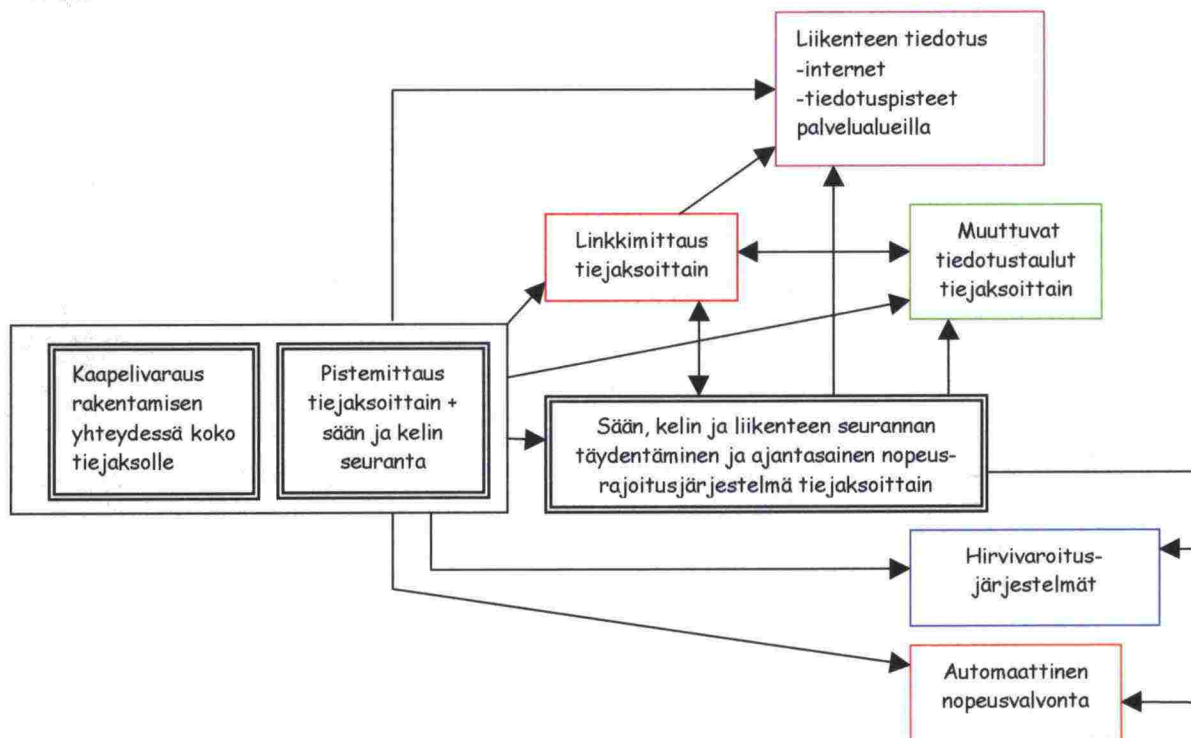 Liikenteen tiedotus
-internet
-tiedotuspisteet
palvelualueilla
Linkkimittaus
tiejaksoittain
Muuttuvat
tiedotustaulut
tiejaksoittain
Kaapelivaraus
rakentamisen
yhteydessä koko
tiejaksolle
Pistemittaus
tiejaksoittain +
sään ja kelin
seuranta
Sään, kelin ja liikenteen seurannan
täydentäminen ja ajantasainen nopeus-
rajoitusjärjestelmä tiejaksoittain
Hirvivaroitus-
järjestelmät
Automaattinen
nopeusvalvonta